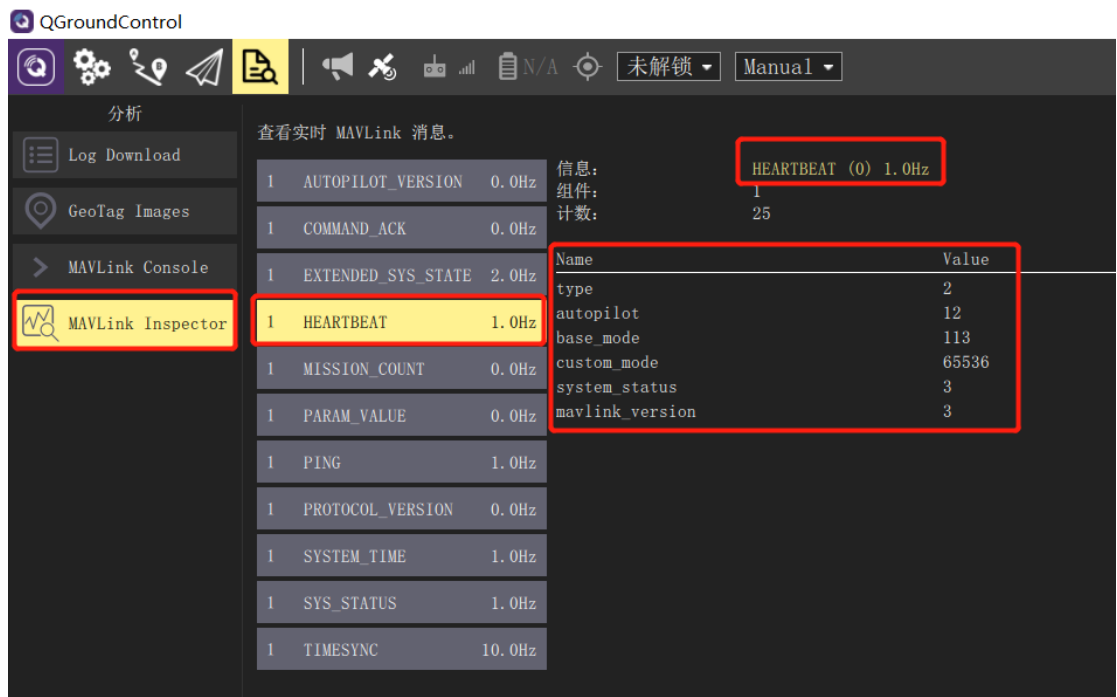 QGroundControl
N/A 未解锁 Manual
分析
Log Download
GeoTag Images
MAVLink Console
MAVLink Inspector
查看实时 MAVLink 消息。
1 AUTOPILOT_VERSION 0.0Hz
1 COMMAND_ACK 0.0Hz
1 EXTENDED_SYS_STATE 2.0Hz
1 HEARTBEAT 1.0Hz
1 MISSION_COUNT 0.0Hz
1 PARAM_VALUE 0.0Hz
1 PING 1.0Hz
1 PROTOCOL_VERSION 0.0Hz
1 SYSTEM_TIME 1.0Hz
1 SYS_STATUS 1.0Hz
1 TIMESYNC 10.0Hz
信息: HEARTBEAT (0) 1.0Hz
组件: 1
计数: 25
Name Value
type 2
autopilot 12
base_mode 113
custom_mode 65536
system_status 3
mavlink_version 3